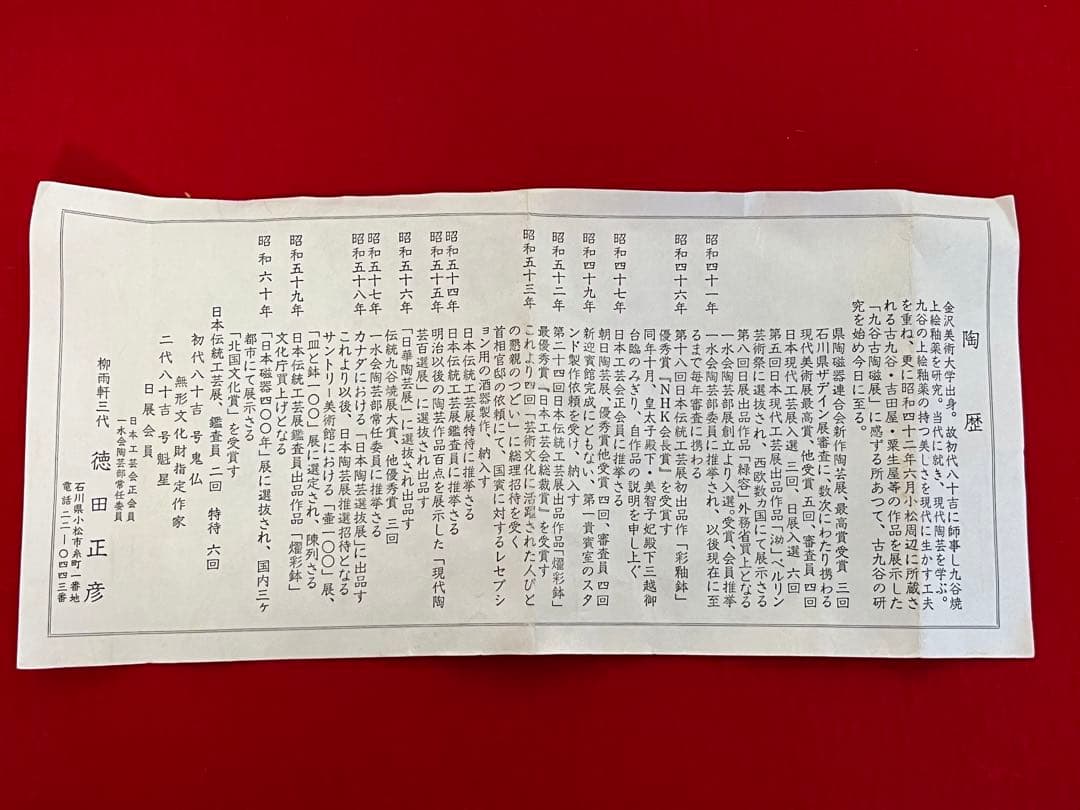 陶歴
金沢美術大学出身。故初代八十吉に師事し九谷焼
上絵釉薬を研究。当代に就き、現代陶芸を学ぶ。
九谷の上絵釉薬の持つ美しさを現代に生かす工夫
を重ね、更に昭和四十二年六月小松周辺に所蔵さ
れる古九谷・吉田屋・粟生屋等の作品を展示した
「九谷古陶磁展」に感ずる所あつて、古九谷の研
究を始め今日に至る。
県陶磁器連合会新作陶芸展、最高賞受賞 三回
石川県デザイン展審査に、数次にわたり携わる
現代美術展最高賞、他受賞 五回、審査員 四回
日本現代工芸展入選 三回、日展入選 六回
第五回日本現代工芸展出品作品「泑」ベルリン
芸術祭に選抜され、西欧数ヵ国にて展示さる
第八回日展出品作品「緑容」外務省買上となる
昭和四十一年 一水会陶芸部展創立より入選。受賞、会員推挙
一水会陶芸部委員に推挙され、以後現在に至
るまで毎年審査に携わる
昭和四十六年 第十八回日本伝統工芸展初出品作「彩釉鉢」
優秀賞『NHK会長賞』を受賞す
同年十月、皇太子殿下・美智子妃殿下三越御
台臨のみぎり、自作品の説明を申し上ぐ
昭和四十七年 日本工芸会正会員に推挙さる
朝日陶芸展、優秀賞他受賞 四回、審査員 四回
昭和四十九年 新迎賓館完成にともない、第一貴賓室のスタ
ンド製作依頼を受け、納入す
昭和五十二年 第二十四回日本伝統工芸展出品作品「燿彩鉢」
最優秀賞『日本工芸会総裁賞』を受賞す
昭和五十三年 これより四回「芸術文化に活躍された人びと
の懇親のつどい」に総理招待を受く
首相官邸の依頼にて、国賓に対するレセプシ
ョン用の酒器製作、納入す
日本伝統工芸展特待に推挙さる
昭和五十四年 日本伝統工芸展鑑査員に推挙さる
昭和五十五年 明治以後の陶芸作品百点を展示した「現代陶
芸百選展」に選抜され出品す
昭和五十六年 「日華陶芸展」に選抜され出品す
伝統九谷焼展大賞、他優秀賞 三回
昭和五十七年 一水会陶芸部常任委員に推挙さる
昭和五十八年 カナダにおける「日本陶芸選抜展」に出品す
これより以後、日本陶芸展推選招待となる
サントリー美術館における「壷一〇〇」展、
「皿と鉢一〇〇」展に選定され、陳列さる
昭和五十九年 日本伝統工芸展鑑査員出品作品「燿彩鉢」
文化庁買上げとなる
昭和六十年 「日本磁器四〇〇年」展に選抜され、国内三ヶ
都市にて展示さる
「北国文化賞」を受賞す
日本伝統工芸展、鑑査員 二回 特待 六回
初代八十吉 号 鬼仏
無形文化財指定作家
二代八十吉 号 魁星
日展会員
日本工芸会正会員
一水会陶芸部常任委員
柳雨軒三代 徳田正彦
石川県小松市糸町一番地
電話 二二―〇四四三番